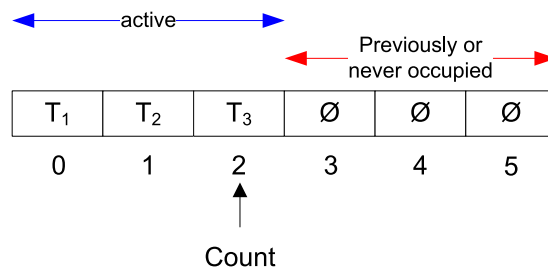 active
Previously or
never occupied
T₁ T₂ T₃ Ø Ø Ø
0 1 2 3 4 5
Count